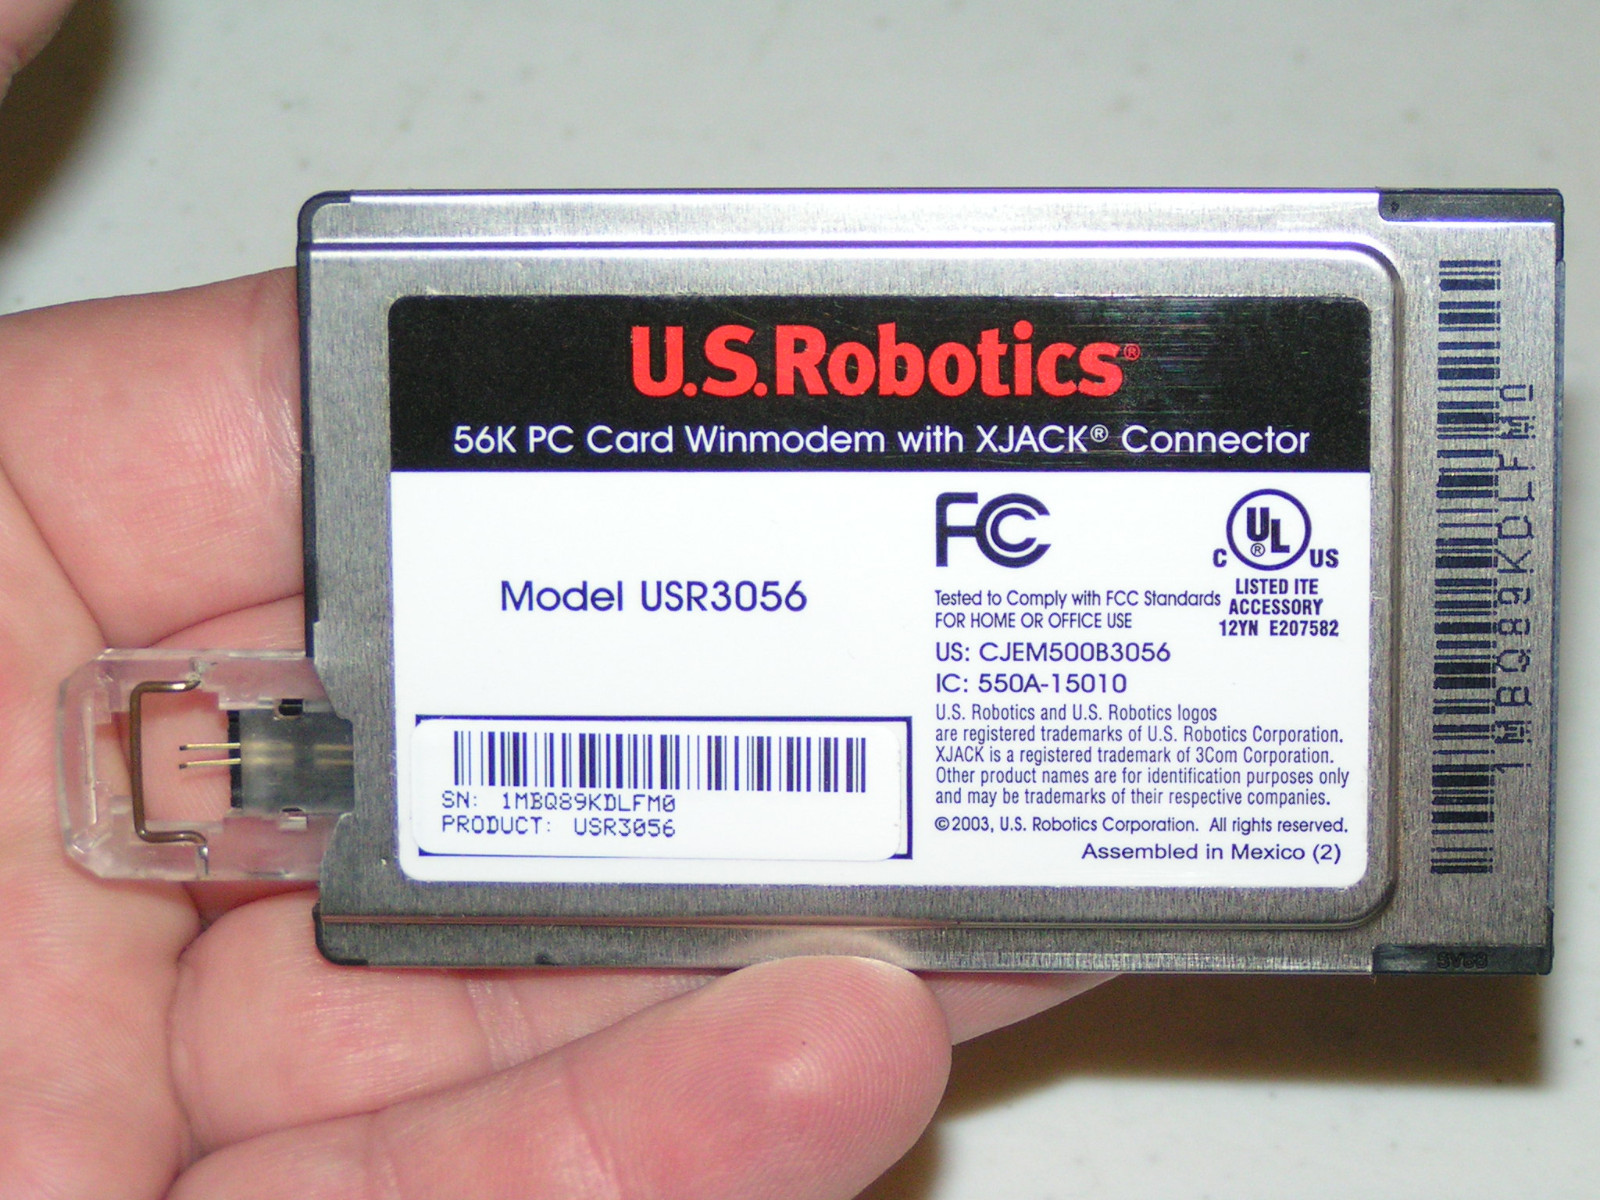 U.S.Robotics®
56K PC Card Winmodem with XJACK® Connector
Model USR3056
FC
Tested to Comply with FCC Standards
FOR HOME OR OFFICE USE
US: CJEM500B3056
IC: 550A-15010
C UL® US
LISTED ITE
ACCESSORY
12YN E207582
U.S. Robotics and U.S. Robotics logos
are registered trademarks of U.S. Robotics Corporation.
XJACK is a registered trademark of 3Com Corporation.
Other product names are for identification purposes only
and may be trademarks of their respective companies.
©2003, U.S. Robotics Corporation. All rights reserved.
Assembled in Mexico (2)
SN: 1MBQ89KDLFM0
PRODUCT: USR3056
1MBQ89KDLFM0